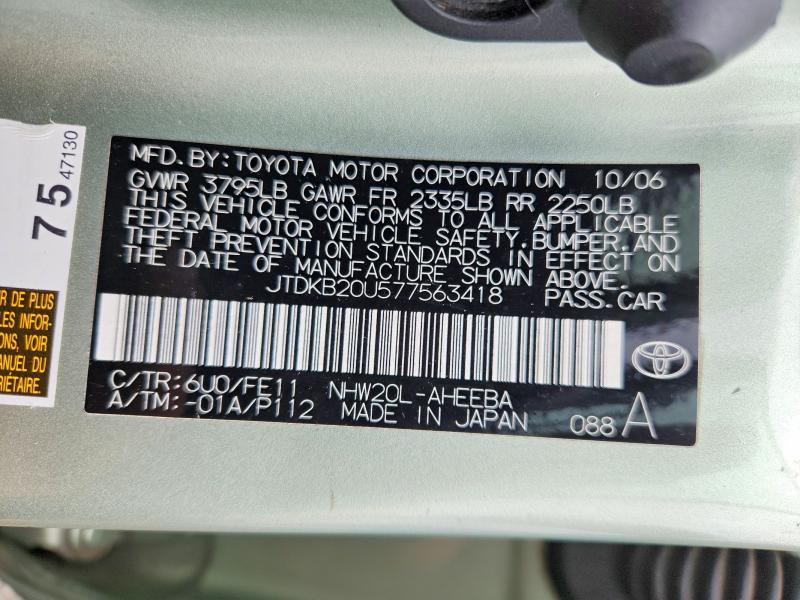 75
47130
MFD. BY: TOYOTA MOTOR CORPORATION 10/06
GVWR 3795LB GAWR FR 2335LB RR 2250LB
THIS VEHICLE CONFORMS TO ALL APPLICABLE
FEDERAL MOTOR VEHICLE SAFETY, BUMPER, AND
THEFT PREVENTION STANDARDS IN EFFECT ON
THE DATE OF MANUFACTURE SHOWN ABOVE.
JTDKB20U577563418 PASS. CAR
C/TR: 6U0/FE11 NHW20L-AHEEBA
A/TM: -01A/P112 MADE IN JAPAN 088 A
R DE PLUS
LES INFOR-
ONS, VOIR
MANUEL DU
RIÉTAIRE.